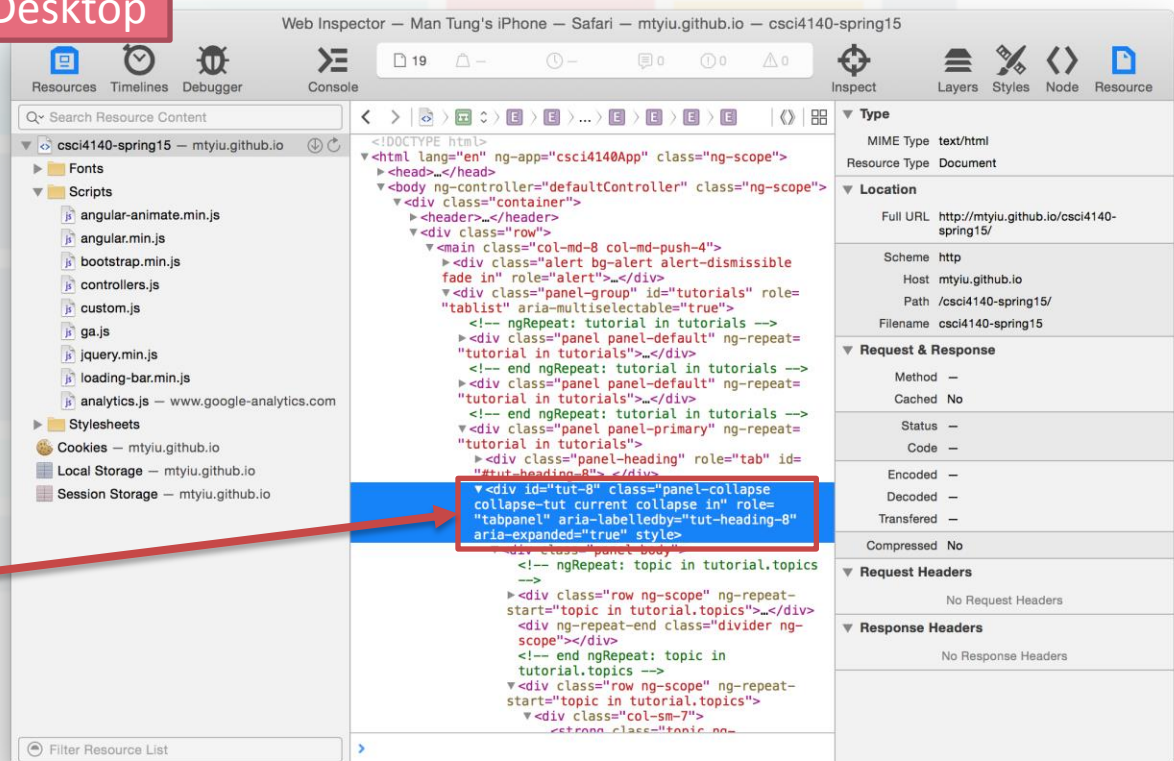 Desktop
Web Inspector — Man Tung's iPhone — Safari — mtyiu.github.io — csci4140-spring15
Resources Timelines Debugger Console
19 – – 0 0 0
Inspect Layers Styles Node Resource
Search Resource Content
csci4140-spring15 — mtyiu.github.io
Fonts
Scripts
angular-animate.min.js
angular.min.js
bootstrap.min.js
controllers.js
custom.js
ga.js
jquery.min.js
loading-bar.min.js
analytics.js — www.google-analytics.com
Stylesheets
Cookies — mtyiu.github.io
Local Storage — mtyiu.github.io
Session Storage — mtyiu.github.io
Filter Resource List
E E ... E E E E
<!DOCTYPE html>
<html lang="en" ng-app="csci4140App" class="ng-scope">
<head>…</head>
<body ng-controller="defaultController" class="ng-scope">
<div class="container">
<header>…</header>
<div class="row">
<main class="col-md-8 col-md-push-4">
<div class="alert bg-alert alert-dismissible
fade in" role="alert">…</div>
<div class="panel-group" id="tutorials" role=
"tablist" aria-multiselectable="true">
<!-- ngRepeat: tutorial in tutorials -->
<div class="panel panel-default" ng-repeat=
"tutorial in tutorials">…</div>
<!-- end ngRepeat: tutorial in tutorials -->
<div class="panel panel-default" ng-repeat=
"tutorial in tutorials">…</div>
<!-- end ngRepeat: tutorial in tutorials -->
<div class="panel panel-primary" ng-repeat=
"tutorial in tutorials">
<div class="panel-heading" role="tab" id=
"#tut-heading-8">…</div>
<div id="tut-8" class="panel-collapse
collapse-tut current collapse in" role=
"tabpanel" aria-labelledby="tut-heading-8"
aria-expanded="true" style>
<div class="panel-body">
<!-- ngRepeat: topic in tutorial.topics
-->
<div class="row ng-scope" ng-repeat-
start="topic in tutorial.topics">…</div>
<div ng-repeat-end class="divider ng-
scope"></div>
<!-- end ngRepeat: topic in
tutorial.topics -->
<div class="row ng-scope" ng-repeat-
start="topic in tutorial.topics">
<div class="col-sm-7">
<strong class="topic ng-
Type
MIME Type text/html
Resource Type Document
Location
Full URL http://mtyiu.github.io/csci4140-
spring15/
Scheme http
Host mtyiu.github.io
Path /csci4140-spring15/
Filename csci4140-spring15
Request & Response
Method —
Cached No
Status —
Code —
Encoded —
Decoded —
Transfered —
Compressed No
Request Headers
No Request Headers
Response Headers
No Response Headers